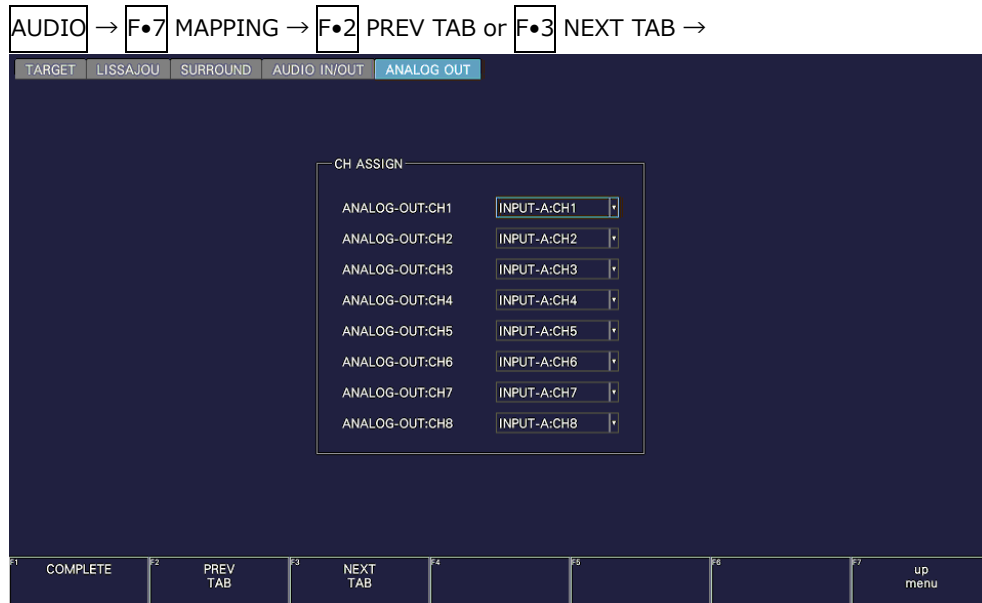 AUDIO → F•7 MAPPING → F•2 PREV TAB or F•3 NEXT TAB →
TARGET LISSAJOU SURROUND AUDIO IN/OUT ANALOG OUT
CH ASSIGN
ANALOG-OUT:CH1 INPUT-A:CH1
ANALOG-OUT:CH2 INPUT-A:CH2
ANALOG-OUT:CH3 INPUT-A:CH3
ANALOG-OUT:CH4 INPUT-A:CH4
ANALOG-OUT:CH5 INPUT-A:CH5
ANALOG-OUT:CH6 INPUT-A:CH6
ANALOG-OUT:CH7 INPUT-A:CH7
ANALOG-OUT:CH8 INPUT-A:CH8
F1 COMPLETE F2 PREV TAB F3 NEXT TAB F4 F5 F6 F7 up menu